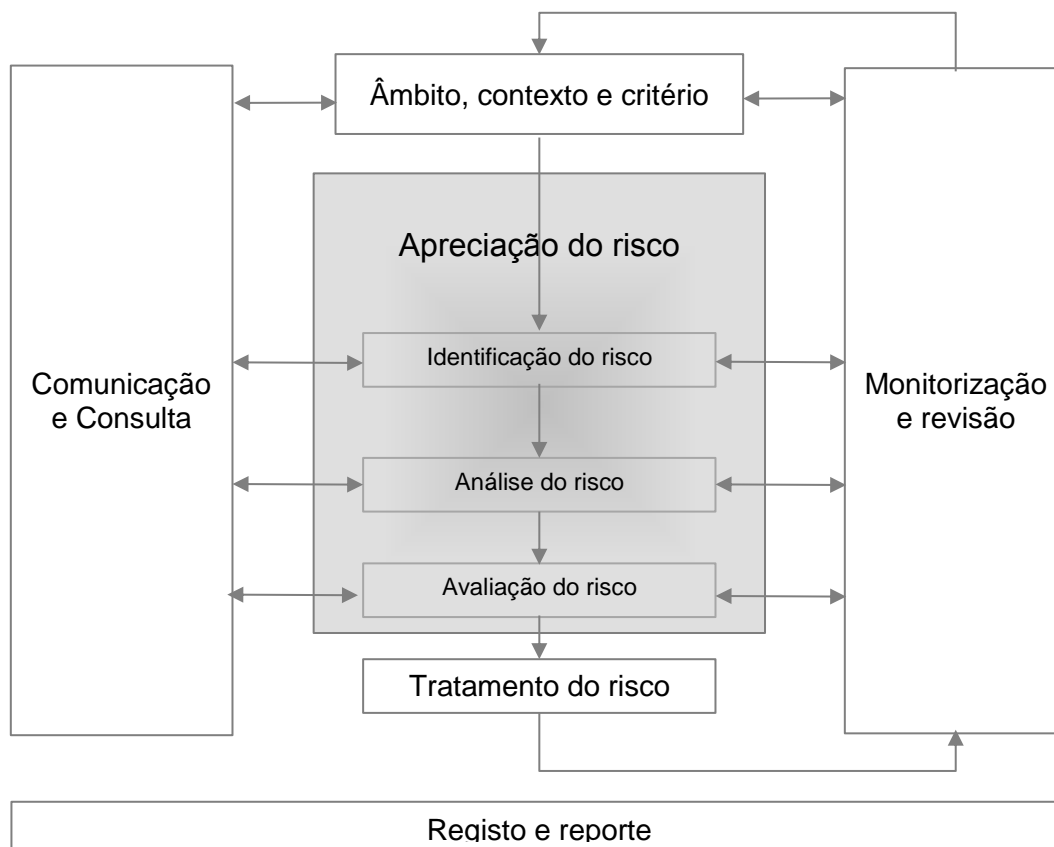 Âmbito, contexto e critério
Apreciação do risco
Identificação do risco
Comunicação
e Consulta
Monitorização
e revisão
Análise do risco
Avaliação do risco
Tratamento do risco
Registo e reporte